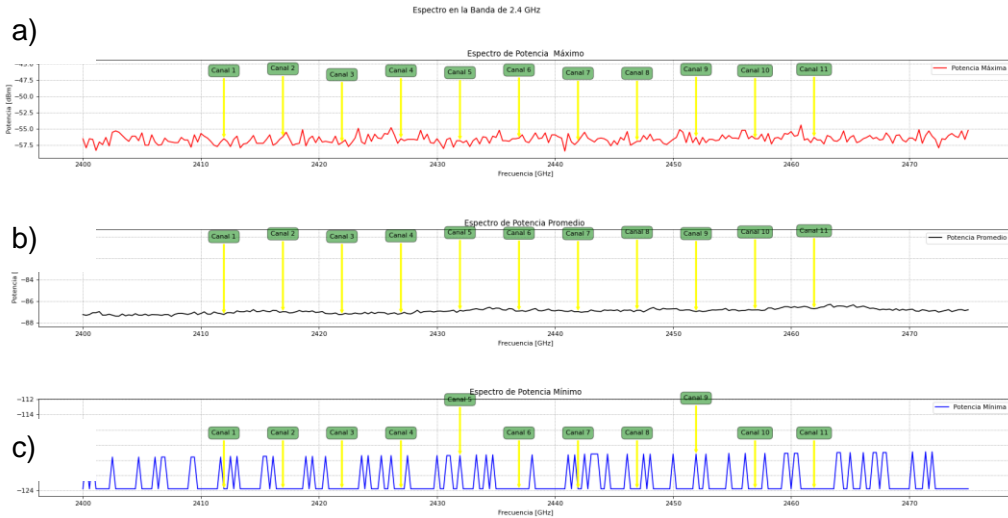 Espectro en la Banda de 2.4 GHz
a)
Espectro de Potencia Máximo
Canal 1 Canal 2 Canal 3 Canal 4 Canal 5 Canal 6 Canal 7 Canal 8 Canal 9 Canal 10 Canal 11
Potencia Máxima
Potencia [dBm]
−45.0
−47.5
−50.0
−52.5
−55.0
−57.5
2400 2410 2420 2430 2440 2450 2460 2470
Frecuencia [GHz]
b)
Espectro de Potencia Promedio
Canal 1 Canal 2 Canal 3 Canal 4 Canal 5 Canal 6 Canal 7 Canal 8 Canal 9 Canal 10 Canal 11
Potencia Promedio
Potencia [
−84
−86
−88
2400 2410 2420 2430 2440 2450 2460 2470
Frecuencia [GHz]
c)
Espectro de Potencia Mínimo
Canal 5 Canal 9
Potencia Mínima
Canal 1 Canal 2 Canal 3 Canal 4 Canal 6 Canal 7 Canal 8 Canal 10 Canal 11
−112
−114
−124
2400 2410 2420 2430 2440 2450 2460 2470
Frecuencia [GHz]